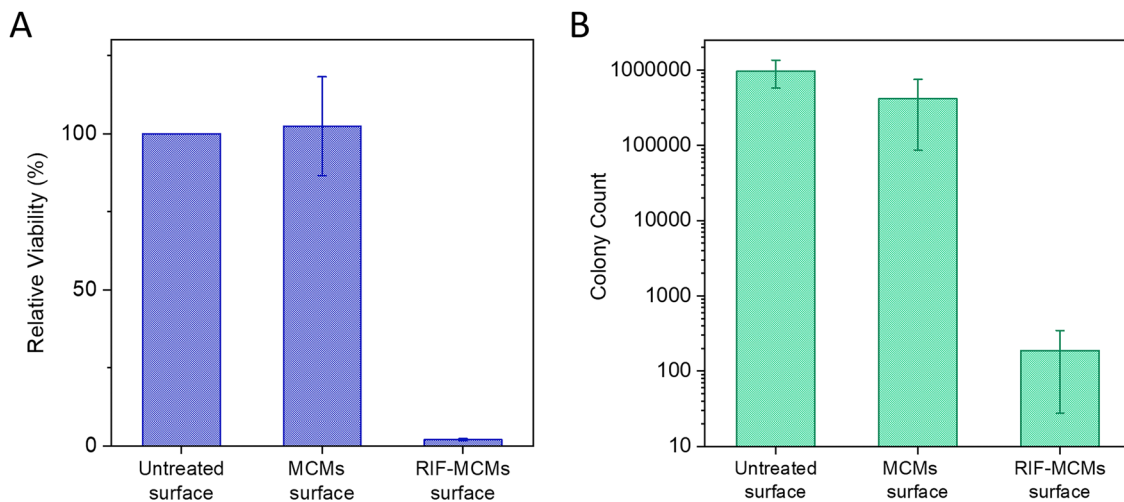 A
Relative Viability (%)
100
50
0
Untreated
surface
MCMs
surface
RIF-MCMs
surface
B
Colony Count
1000000
100000
10000
1000
100
10
Untreated
surface
MCMs
surface
RIF-MCMs
surface